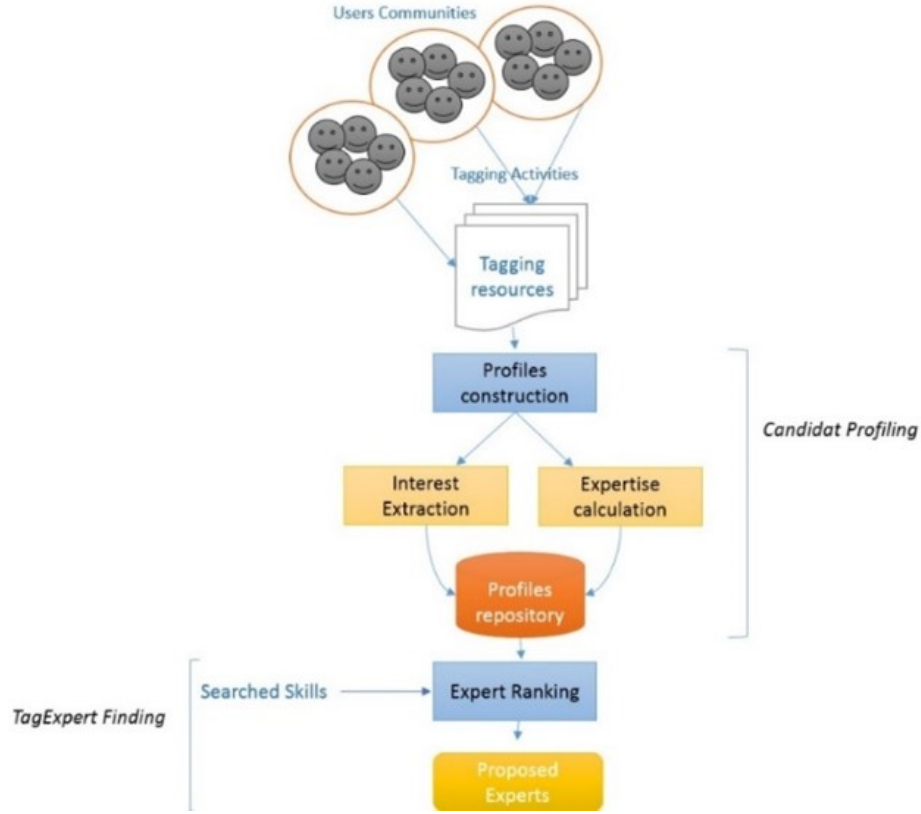 Users Communities
Tagging Activities
Tagging
resources
Profiles
construction
Candidat Profiling
Interest
Extraction
Expertise
calculation
Profiles
repository
Searched Skills
Expert Ranking
TagExpert Finding
Proposed
Experts